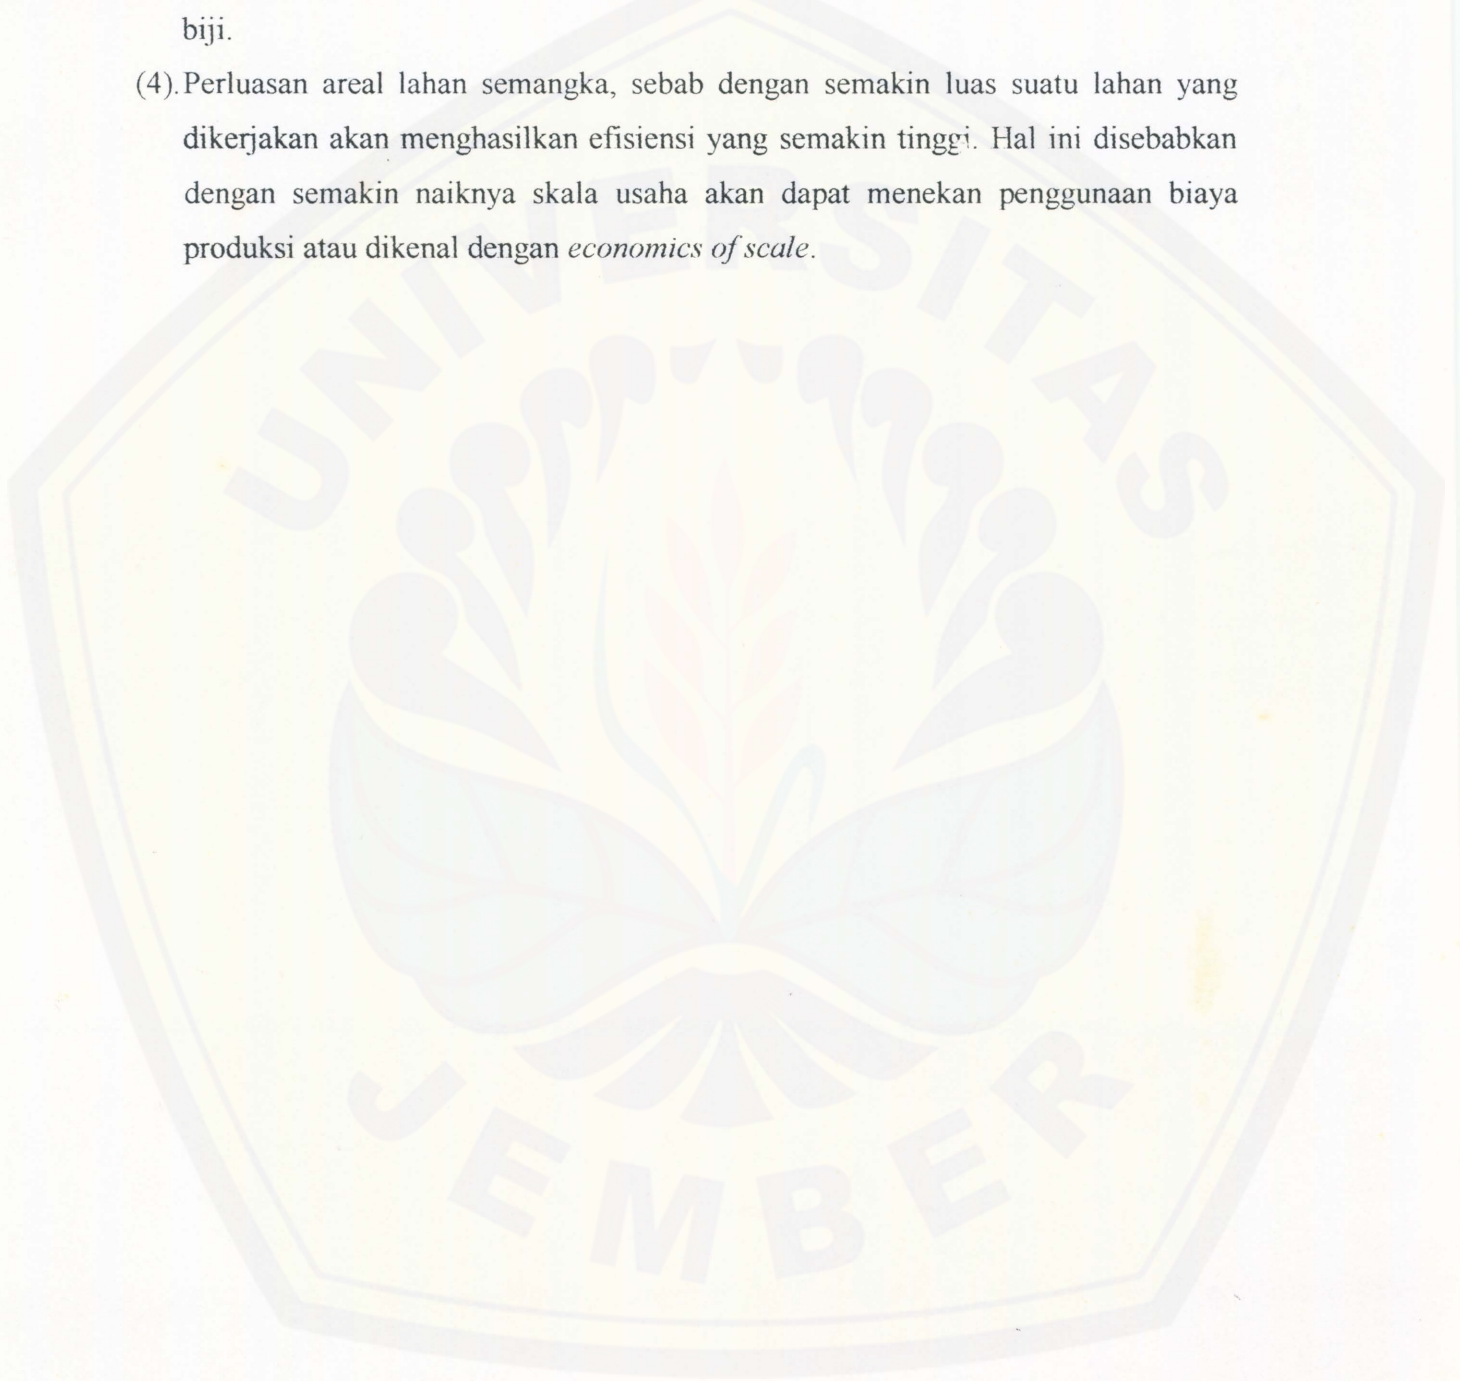 biji.
(4).Perluasan areal lahan semangka, sebab dengan semakin luas suatu lahan yang
dikerjakan akan menghasilkan efisiensi yang semakin tinggi. Hal ini disebabkan
dengan semakin naiknya skala usaha akan dapat menekan penggunaan biaya
produksi atau dikenal dengan economics of scale.
UNIVERSITAS
JEMBER